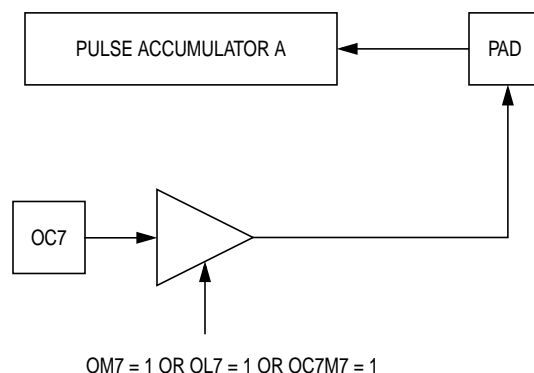 PULSE ACCUMULATOR A
PAD
OC7
OM7 = 1 OR OL7 = 1 OR OC7M7 = 1